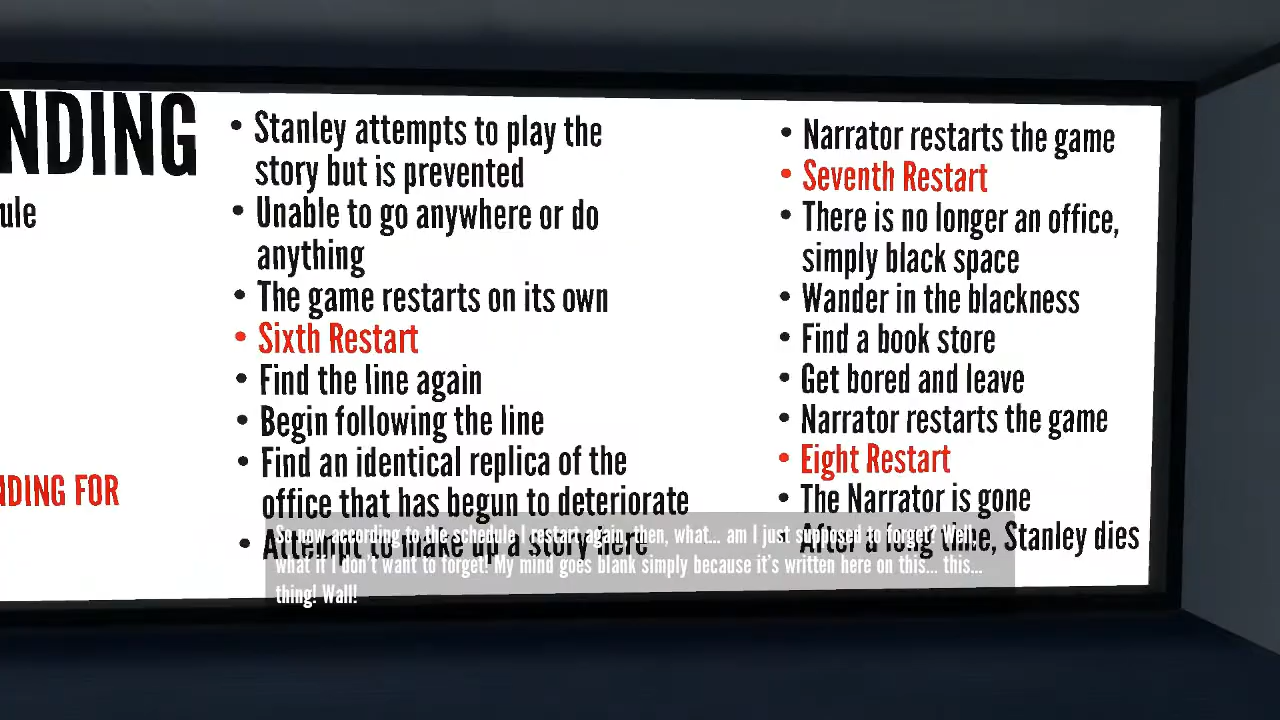 NDING
ule
NDING FOR
• Stanley attempts to play the
story but is prevented
• Unable to go anywhere or do
anything
• The game restarts on its own
• Sixth Restart
• Find the line again
• Begin following the line
• Find an identical replica of the
office that has begun to deteriorate
• Attempt to make up a story here
• Narrator restarts the game
• Seventh Restart
• There is no longer an office,
simply black space
• Wander in the blackness
• Find a book store
• Get bored and leave
• Narrator restarts the game
• Eight Restart
• The Narrator is gone
After a long time, Stanley dies
So now according to the schedule I restart again, then, what... am I just supposed to forget? Well,
what if I don't want to forget! My mind goes blank simply because it's written here on this... this...
thing! Wall!